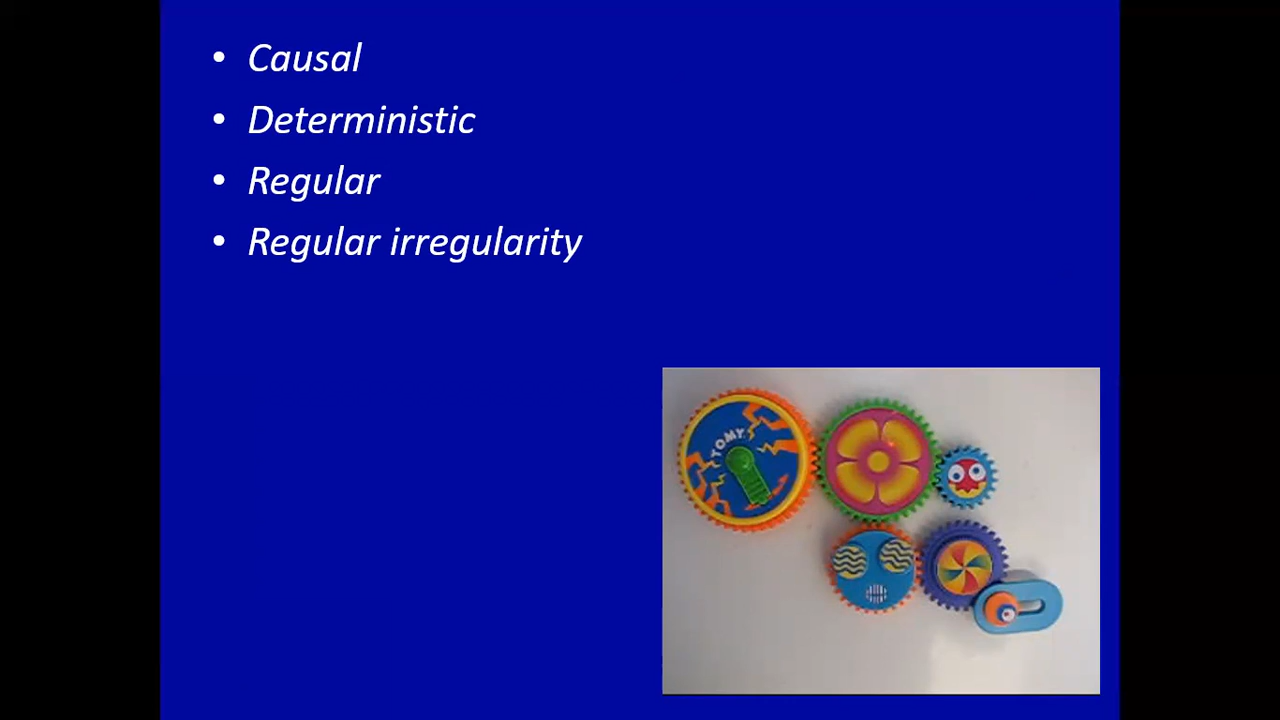 • Causal
• Deterministic
• Regular
• Regular irregularity
TOMY